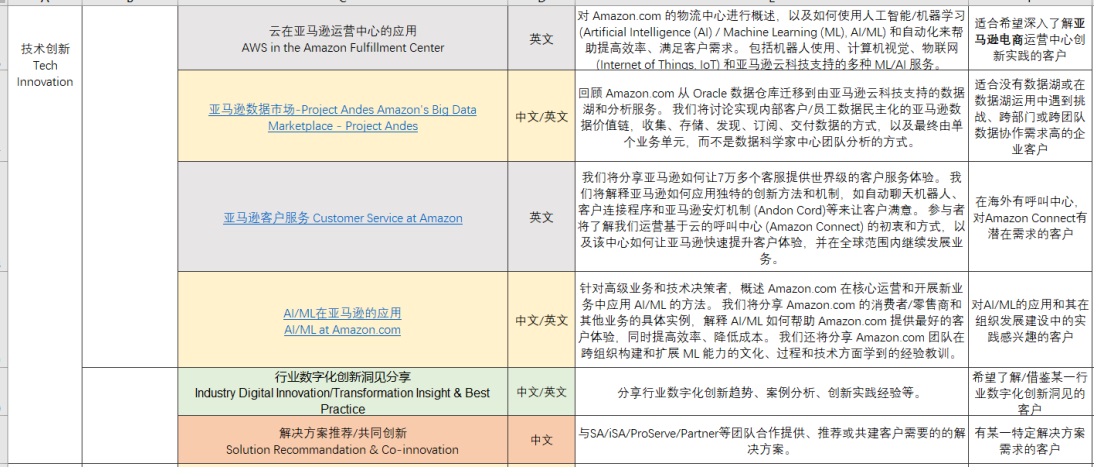 技术创新
Tech
Innovation
云在亚马逊运营中心的应用
AWS in the Amazon Fulfillment Center
英文
对 Amazon.com 的物流中心进行概述，以及如何使用人工智能/机器学习
(Artificial Intelligence (AI) / Machine Learning (ML), AI/ML) 和自动化来帮
助提高效率、满足客户需求。 包括机器人使用、计算机视觉、物联网
(Internet of Things, IoT) 和亚马逊云科技支持的多种 ML/AI 服务。
适合希望深入了解亚
马逊电商运营中心创
新实践的客户
亚马逊数据市场-Project Andes Amazon's Big Data
Marketplace - Project Andes
中文/英文
回顾 Amazon.com 从 Oracle 数据仓库迁移到由亚马逊云科技支持的数据
湖和分析服务。 我们将讨论实现内部客户/员工数据民主化的亚马逊数
据价值链，收集、存储、发现、订阅、交付数据的方式，以及最终由单
个业务单元，而不是数据科学家中心团队分析的方式。
适合没有数据湖或在
数据湖运用中遇到挑
战、跨部门或跨团队
数据协作需求高的企
业客户
亚马逊客户服务 Customer Service at Amazon
英文
我们将分享亚马逊如何让7万多个客服提供世界级的客户服务体验。 我
们将解释亚马逊如何应用独特的创新方法和机制，如自动聊天机器人、
客户连接程序和亚马逊安灯机制 (Andon Cord)等来让客户满意。 参与者
将了解我们运营基于云的呼叫中心 (Amazon Connect) 的初衷和方式，以
及该中心如何让亚马逊快速提升客户体验，并在全球范围内继续发展业
务。
在海外有呼叫中心，
对Amazon Connect有
潜在需求的客户
AI/ML在亚马逊的应用
AI/ML at Amazon.com
中文/英文
针对高级业务和技术决策者，概述 Amazon.com 在核心运营和开展新业
务中应用 AI/ML 的方法。 我们将分享 Amazon.com 的消费者/零售商和
其他业务的具体实例，解释 AI/ML 如何帮助 Amazon.com 提供最好的客
户体验，同时提高效率、降低成本。 我们还将分享 Amazon.com 团队在
跨组织构建和扩展 ML 能力的文化、过程和技术方面学到的经验教训。
对AI/ML的应用和其在
组织发展建设中的实
践感兴趣的客户
行业数字化创新洞见分享
Industry Digital Innovation/Transformation Insight & Best
Practice
中文/英文
分享行业数字化创新趋势、案例分析、创新实践经验等。
希望了解/借鉴某一行
业数字化创新洞见的
客户
解决方案推荐/共同创新
Solution Recommandation & Co-innovation
中文
与SA/iSA/ProServe/Partner等团队合作提供、推荐或共建客户需要的的解
决方案。
有某一特定解决方案
需求的客户